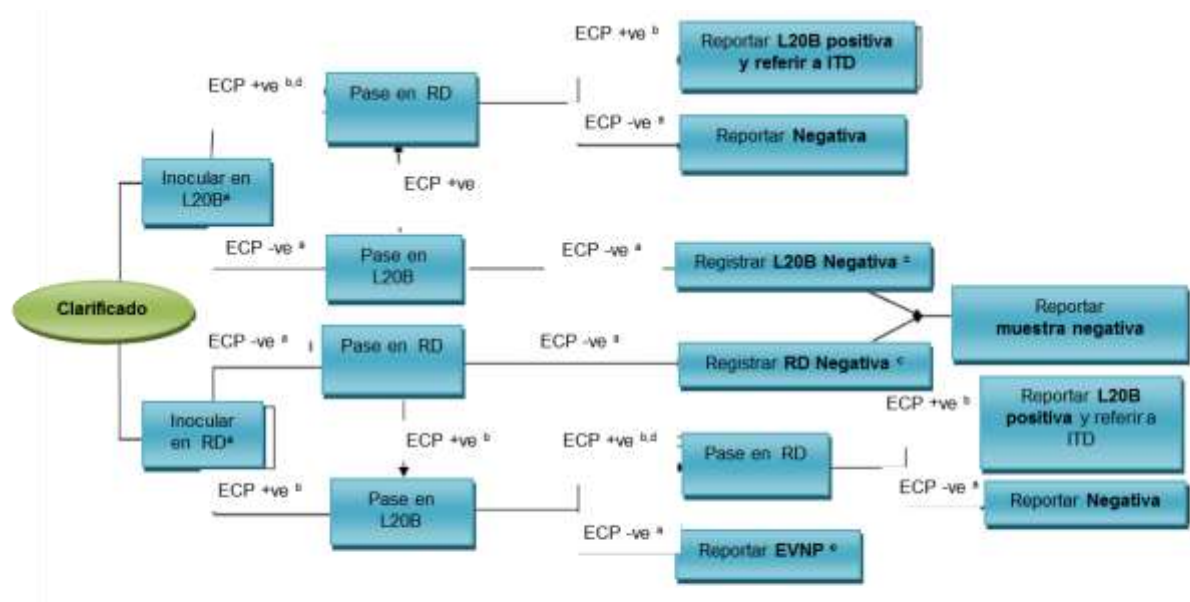 ECP +ve ᵇ
Reportar L20B positiva
y referir a ITD
ECP +ve ᵇ,ᵈ
Pase en RD
ECP -ve ᵃ
Reportar Negativa
Inocular en
L20Bᵃ
ECP +ve
ECP -ve ᵃ
Pase en
L20B
ECP -ve ᵃ
Registrar L20B Negativa
Clarificado
Reportar
muestra negativa
ECP -ve ᵃ
Pase en RD
ECP -ve ᵃ
Registrar RD Negativa ᶜ
Inocular
en RDᵃ
ECP +ve ᵇ
ECP +ve ᵇ,ᵈ
Pase en RD
ECP +ve ᵇ
Reportar L20B
positiva y referir a
ITD
ECP +ve ᵇ
Pase en
L20B
ECP -ve ᵃ
Reportar Negativa
ECP -ve ᵃ
Reportar EVNP